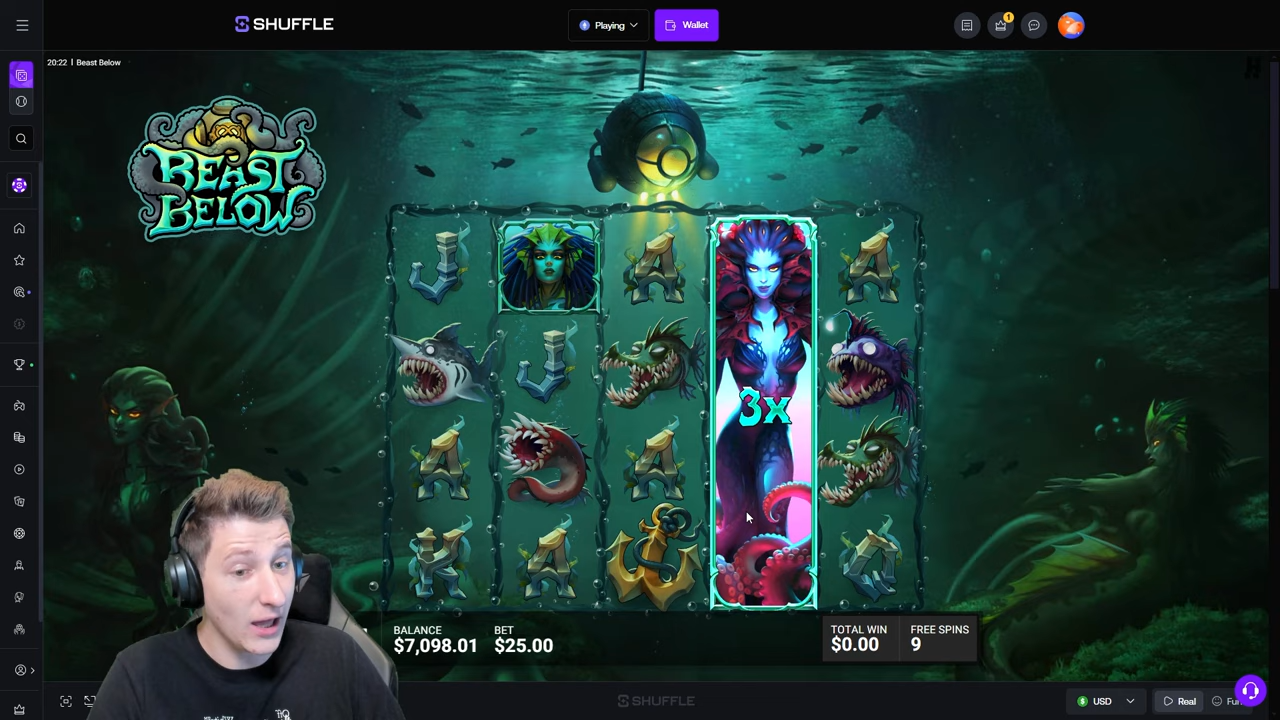 SHUFFLE
Playing
Wallet
1
20:22 | Beast Below
BEAST
BELOW
J
A
A
J
3x
A
A
K
A
Q
BALANCE
$7,098.01
BET
$25.00
TOTAL WIN
$0.00
FREE SPINS
9
SHUFFLE
USD
Real